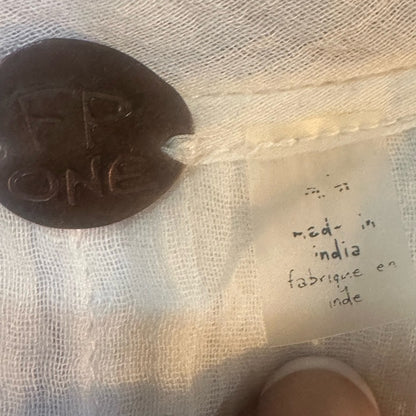 FP
ONE
made in
india
fabrique en
inde